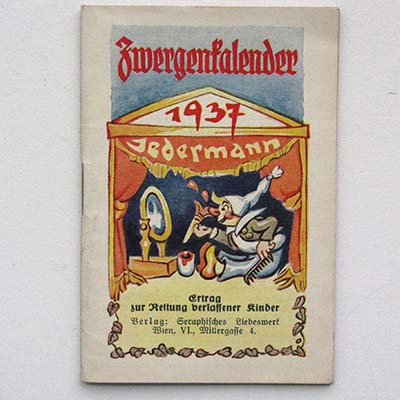 Zwergenkalender
1937
Jedermann
Ertrag
zur Rettung verlassener Kinder
Verlag: Seraphisches Liebeswerk
Wien, VI., Millergasse 4.